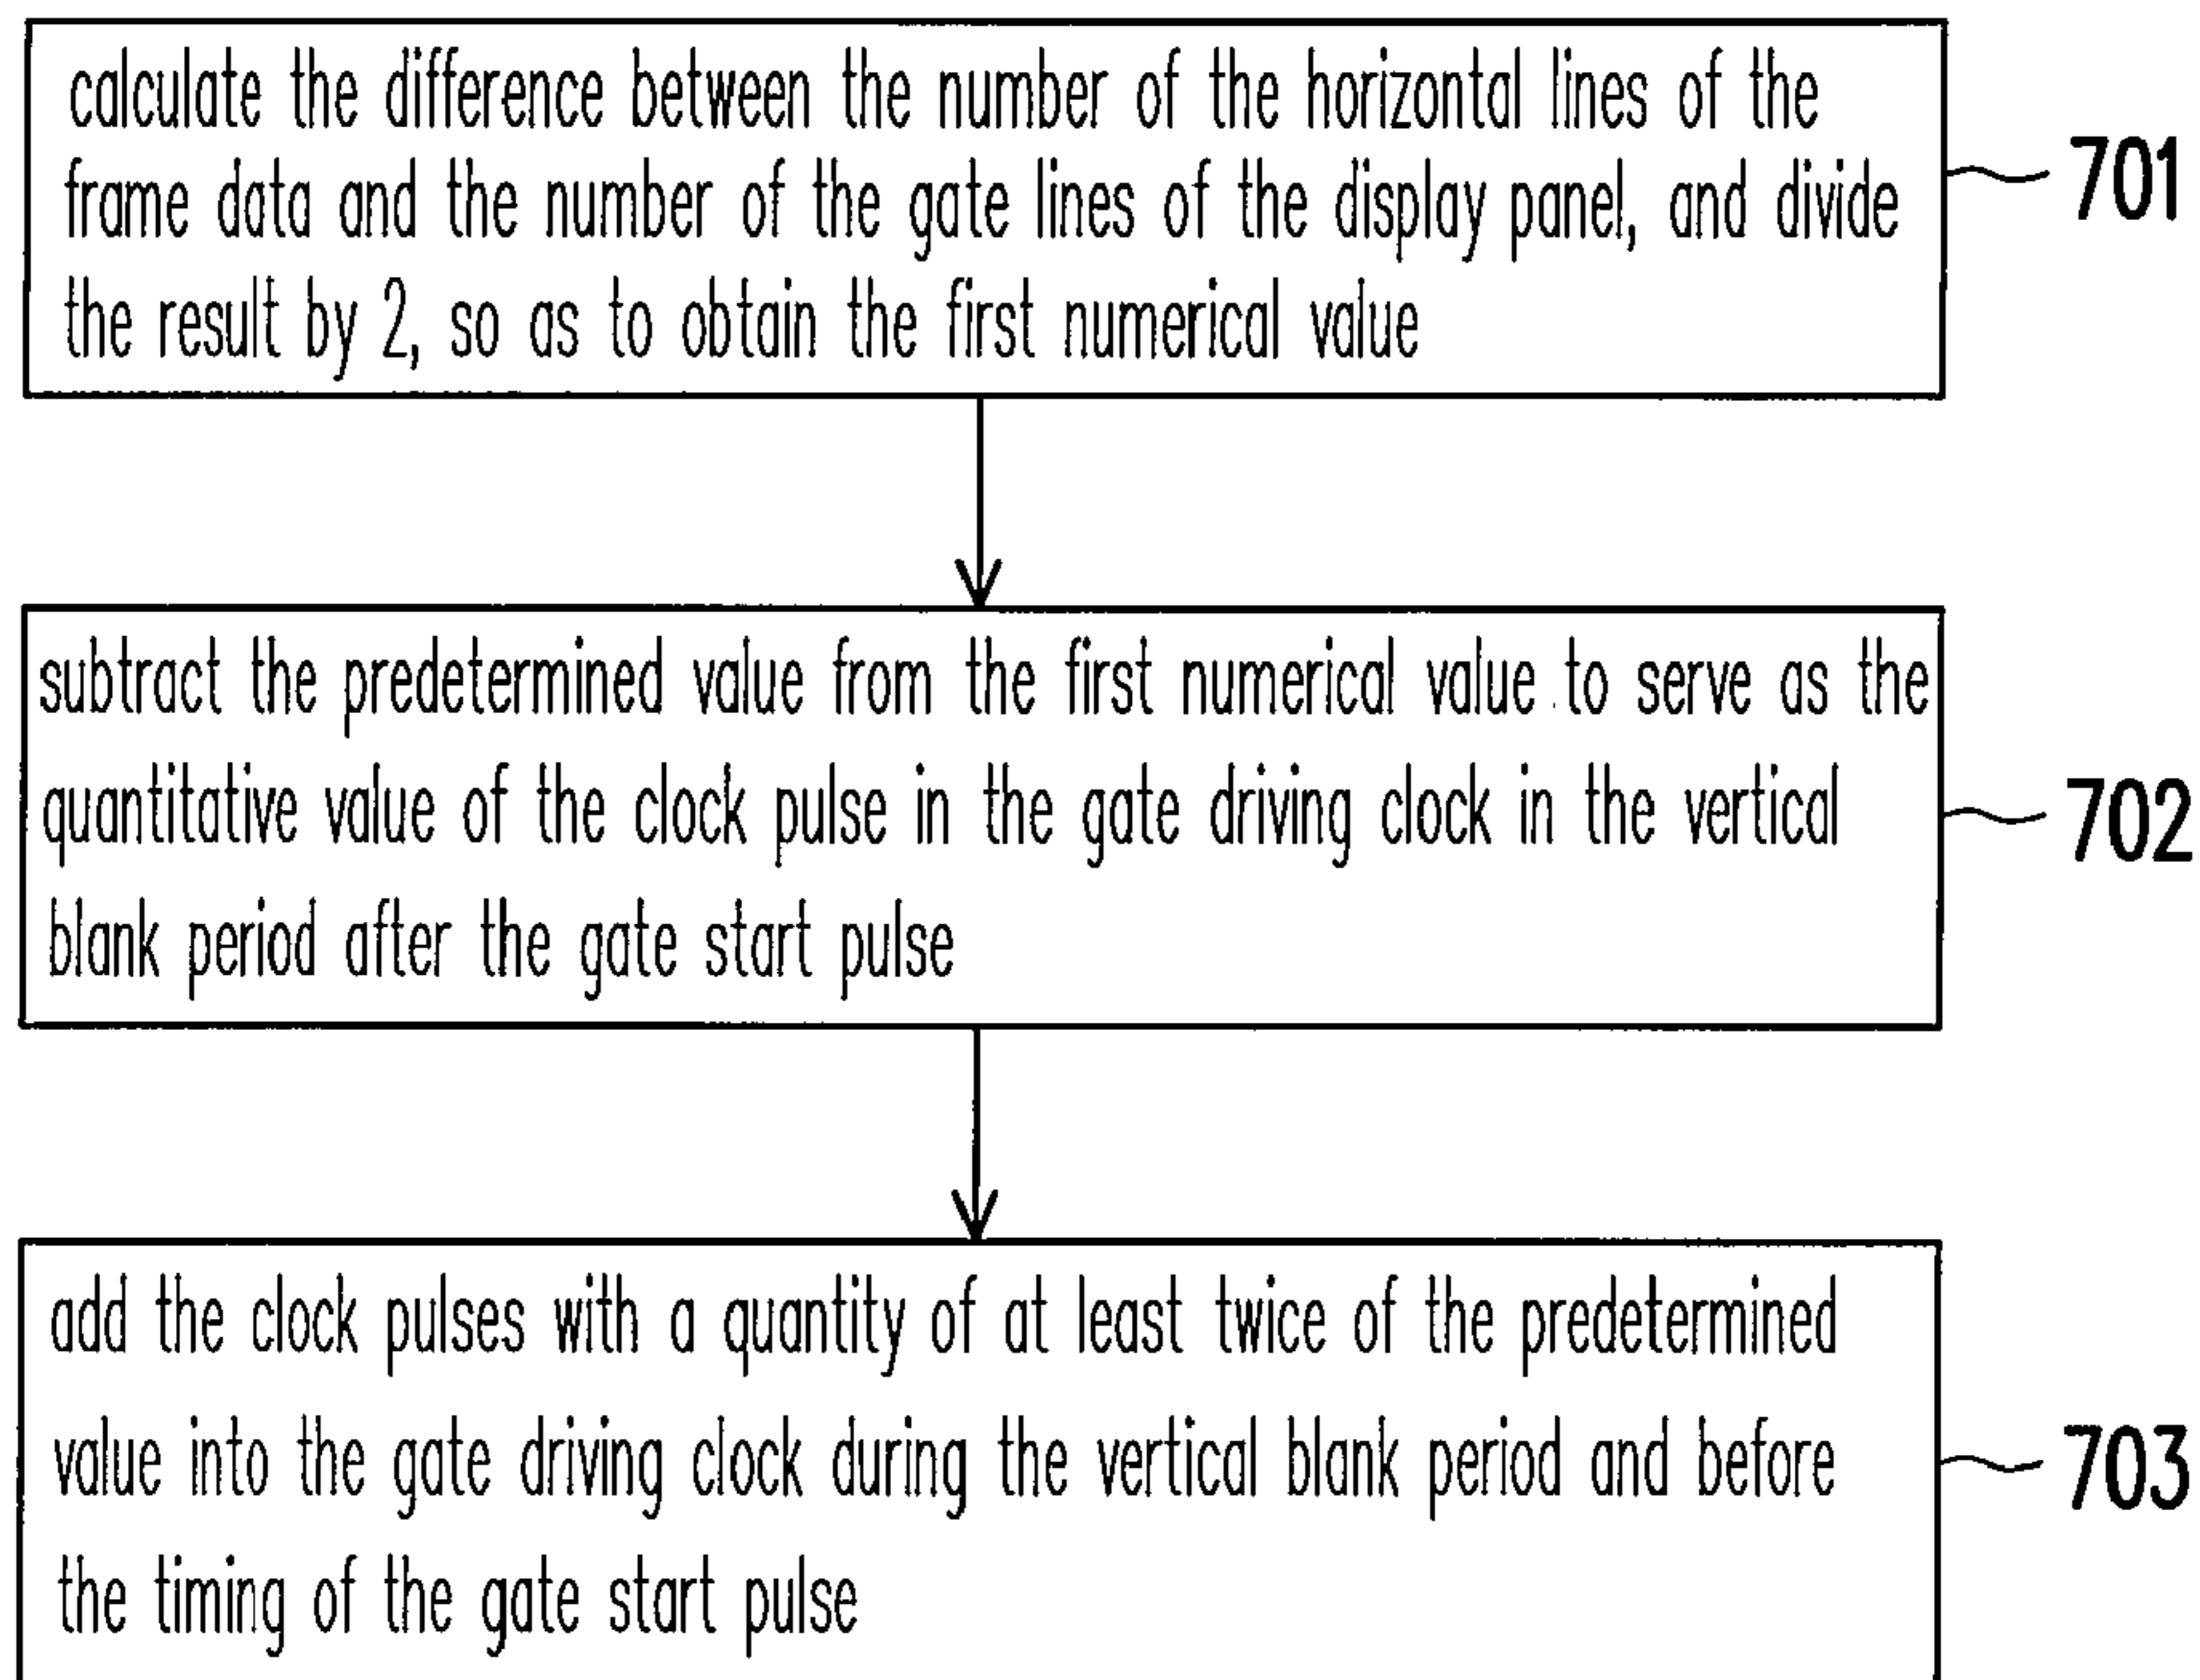 calculate the difference between the number of the horizontal lines of the
frame data and the number of the gate lines of the display panel, and divide
the result by 2, so as to obtain the first numerical value
701
subtract the predetermined value from the first numerical value to serve as the
quantitative value of the clock pulse in the gate driving clock in the vertical
blank period after the gate start pulse
702
add the clock pulses with a quantity of at least twice of the predetermined
value into the gate driving clock during the vertical blank period and before
the timing of the gate start pulse
703